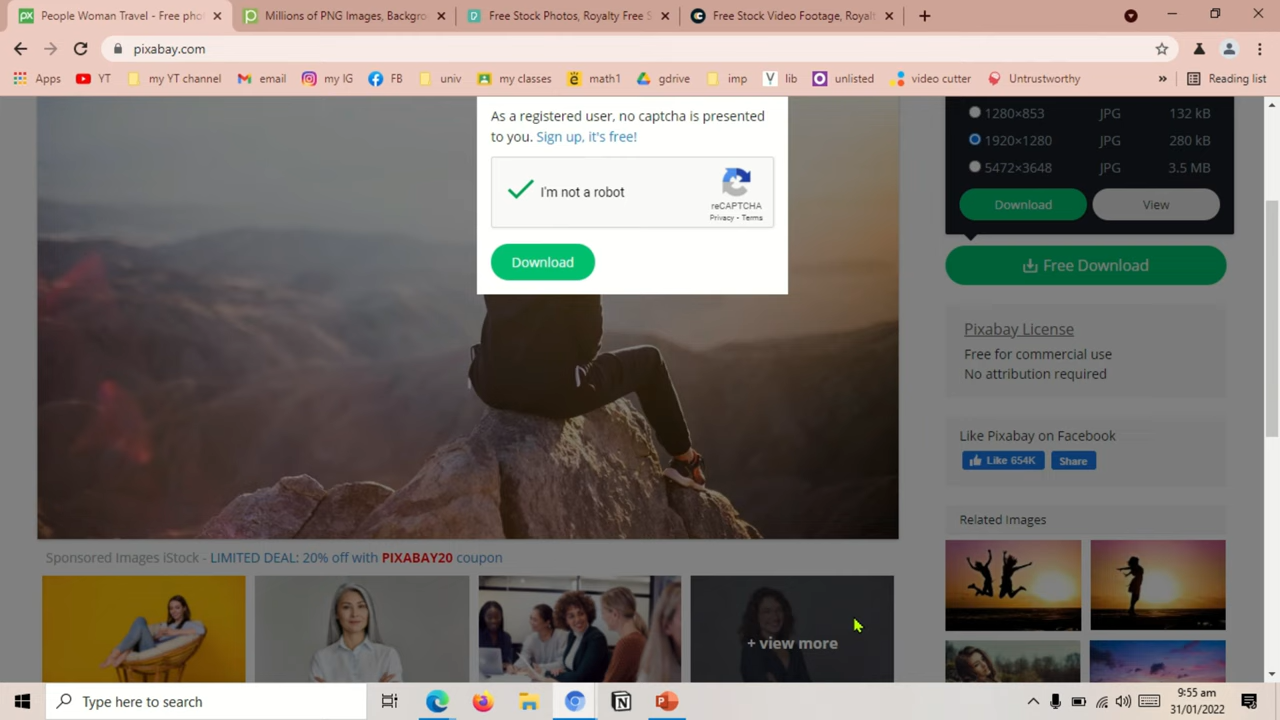 People Woman Travel - Free phot
Millions of PNG Images, Backgro
Free Stock Photos, Royalty Free S
Free Stock Video Footage, Royalt
pixabay.com
Apps
YT
my YT channel
email
my IG
FB
univ
my classes
math1
gdrive
imp
lib
unlisted
video cutter
Untrustworthy
»
Reading list
As a registered user, no captcha is presented
to you. Sign up, it's free!
I'm not a robot
reCAPTCHA
Privacy - Terms
Download
1280×853 JPG 132 kB
1920×1280 JPG 280 kB
5472×3648 JPG 3.5 MB
Download View
Free Download
Pixabay License
Free for commercial use
No attribution required
Like Pixabay on Facebook
Like 654K Share
Related Images
Sponsored Images iStock - LIMITED DEAL: 20% off with PIXABAY20 coupon
+ view more
Type here to search
9:55 am
31/01/2022